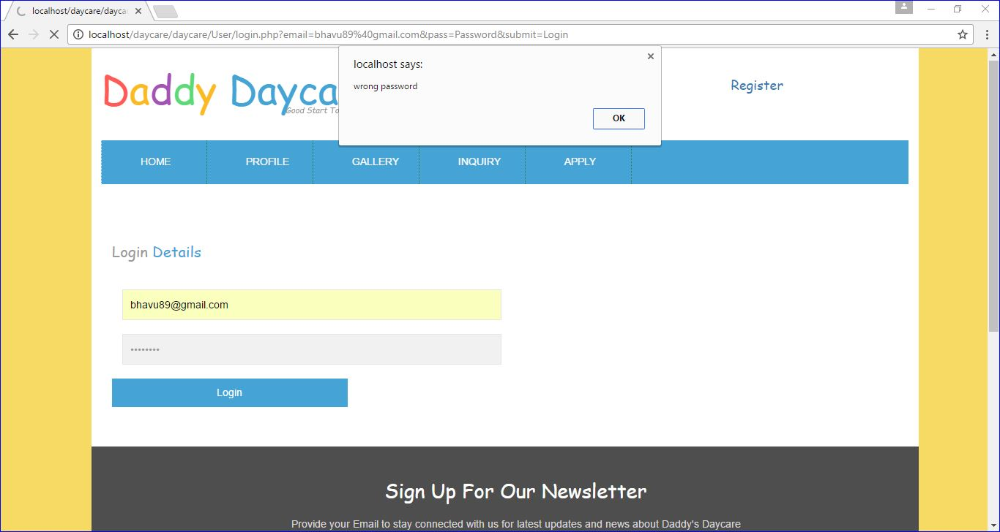 localhost/daycare/dayca
localhost/daycare/daycare/User/login.php?email=bhavu89%40gmail.com&pass=Password&submit=Login
localhost says:
wrong password
OK
Daddy Dayca
Good Start To
Register
HOME PROFILE GALLERY INQUIRY APPLY
Login Details
bhavu89@gmail.com
••••••••
Login
Sign Up For Our Newsletter
Provide your Email to stay connected with us for latest updates and news about Daddy's Daycare